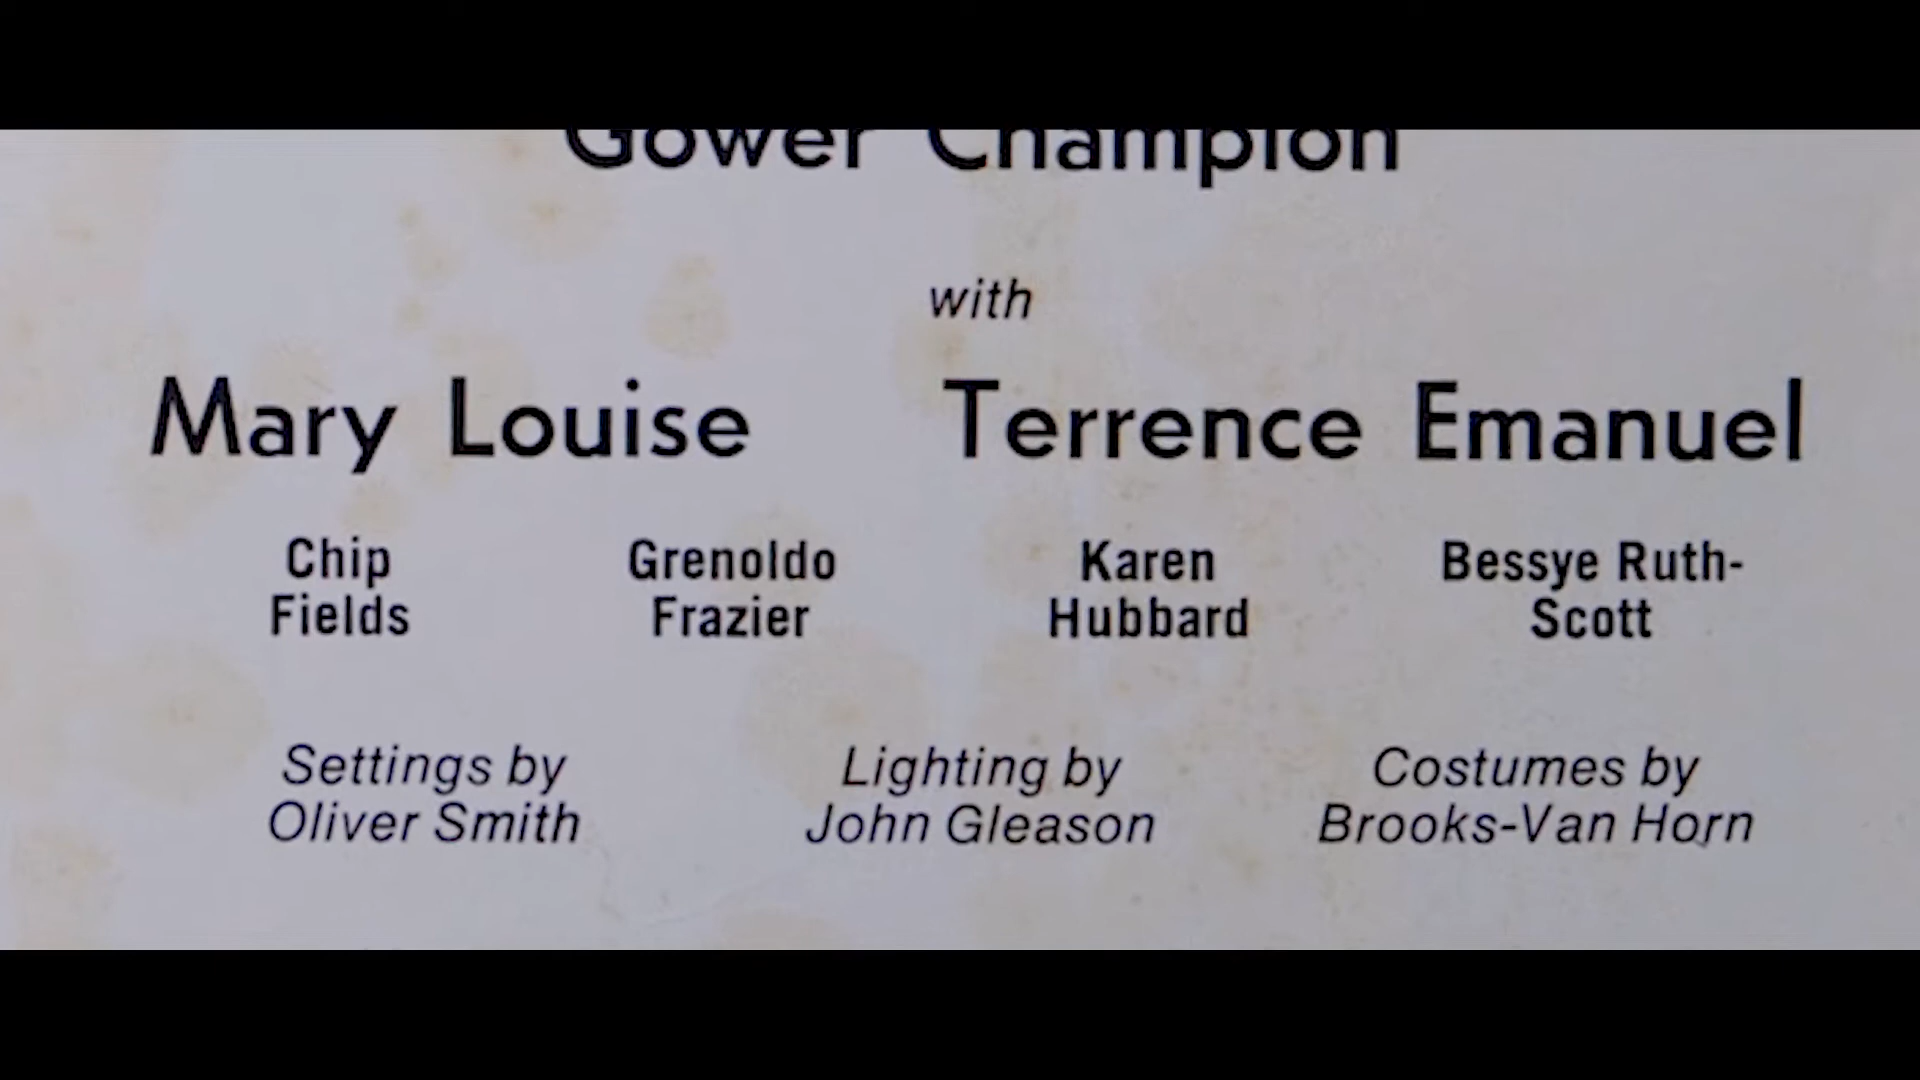 Gower Champion
with
Mary Louise Terrence Emanuel
Chip Grenoldo Karen Bessye Ruth-
Fields Frazier Hubbard Scott
Settings by Lighting by Costumes by
Oliver Smith John Gleason Brooks-Van Horn